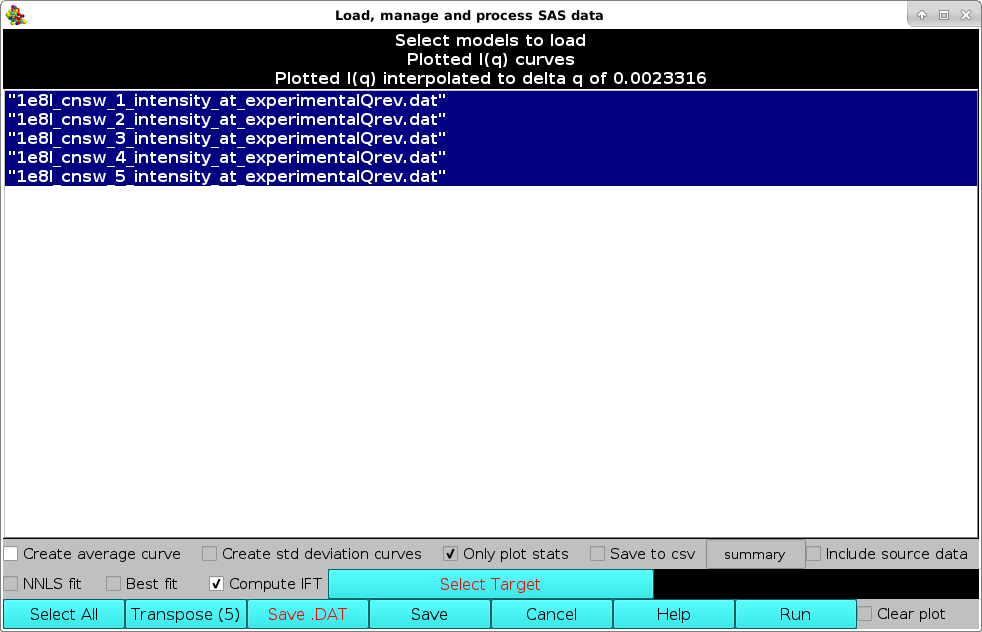 Load, manage and process SAS data
Select models to load
Plotted I(q) curves
Plotted I(q) interpolated to delta q of 0.0023316
"1e8l_cnsw_1_intensity_at_experimentalQrev.dat"
"1e8l_cnsw_2_intensity_at_experimentalQrev.dat"
"1e8l_cnsw_3_intensity_at_experimentalQrev.dat"
"1e8l_cnsw_4_intensity_at_experimentalQrev.dat"
"1e8l_cnsw_5_intensity_at_experimentalQrev.dat"
Create average curve Create std deviation curves Only plot stats Save to csv summary Include source data
NNLS fit Best fit Compute IFT Select Target
Select All Transpose (5) Save .DAT Save Cancel Help Run Clear plot